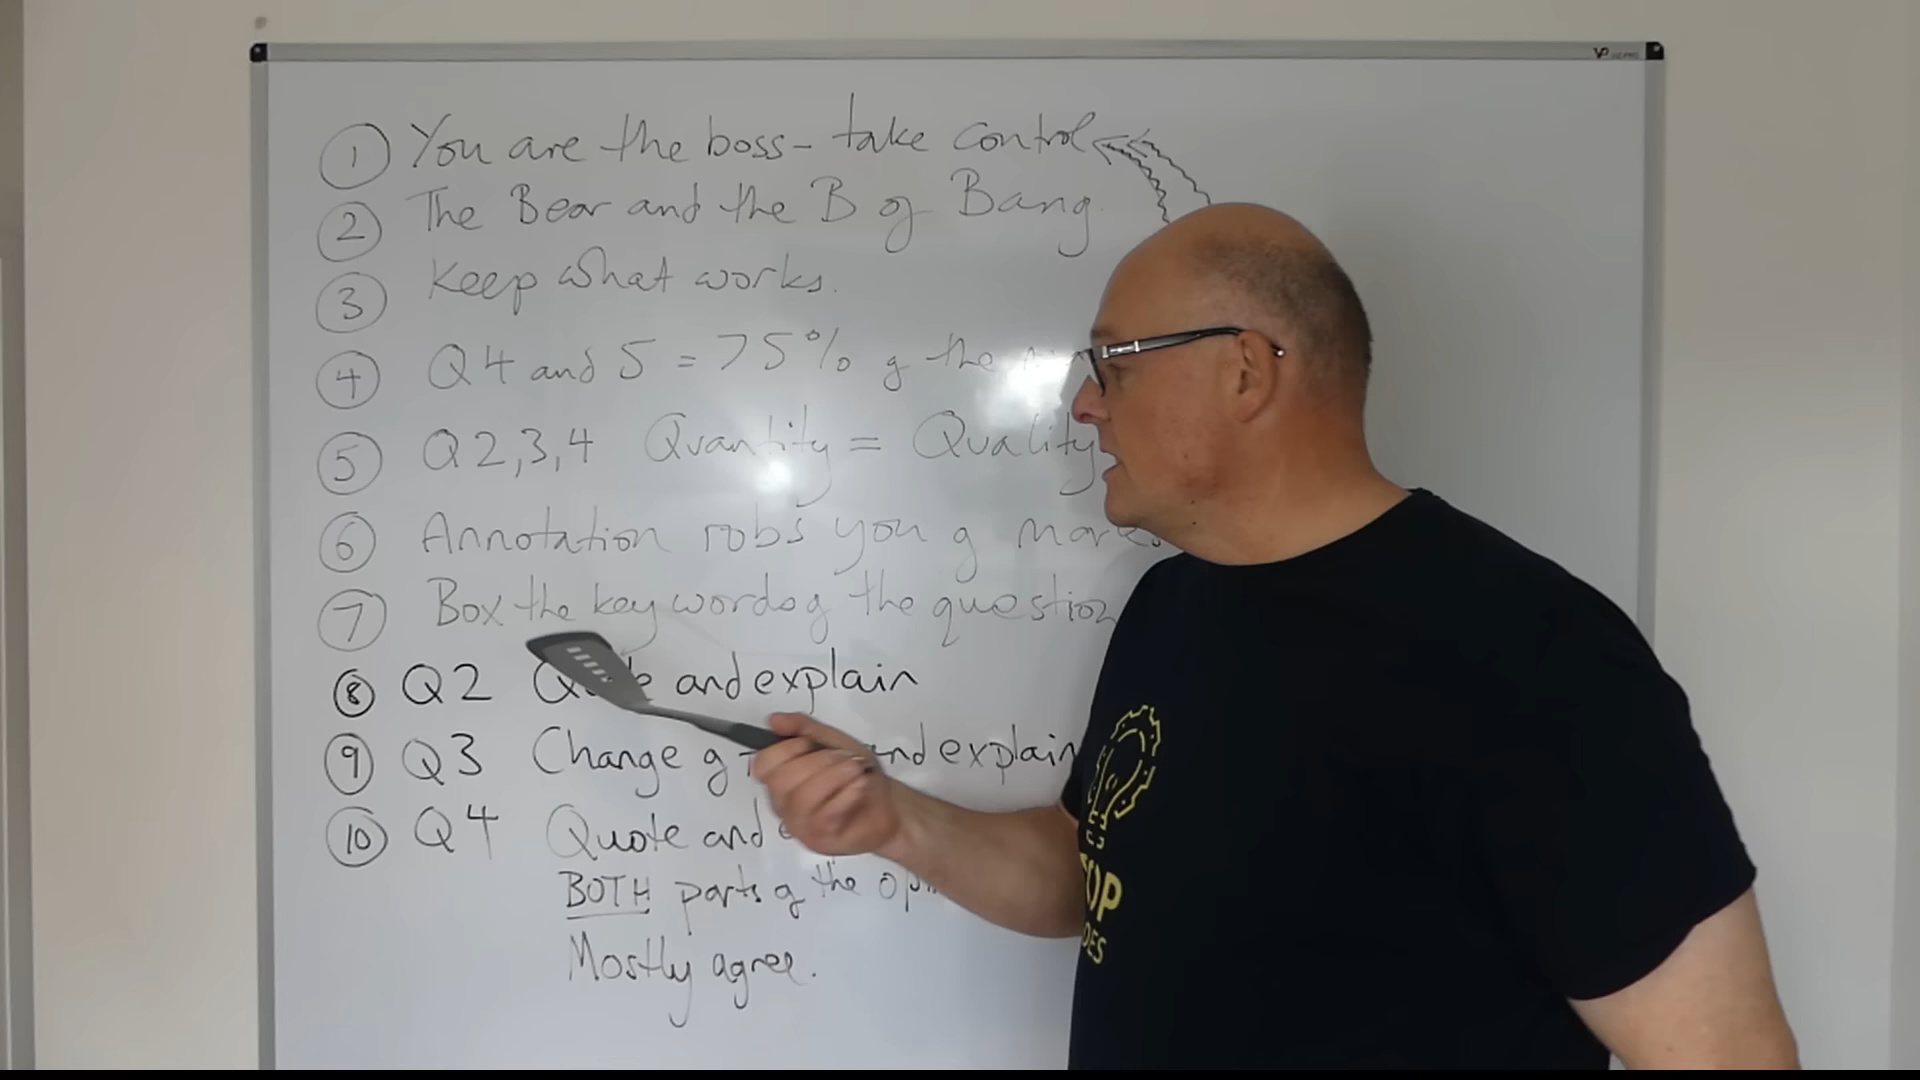 VP
① You are the boss - take control
② The Bear and the B of Bang.
③ Keep what works.
④ Q4 and 5 = 75% of the
⑤ Q2,3,4 Quantity = Quality
⑥ Annotation robs you of marks
⑦ Box the key words of the question
⑧ Q2 and explain
⑨ Q3 Change of and explain
⑩ Q4 Quote and
BOTH parts of the
Mostly agree.